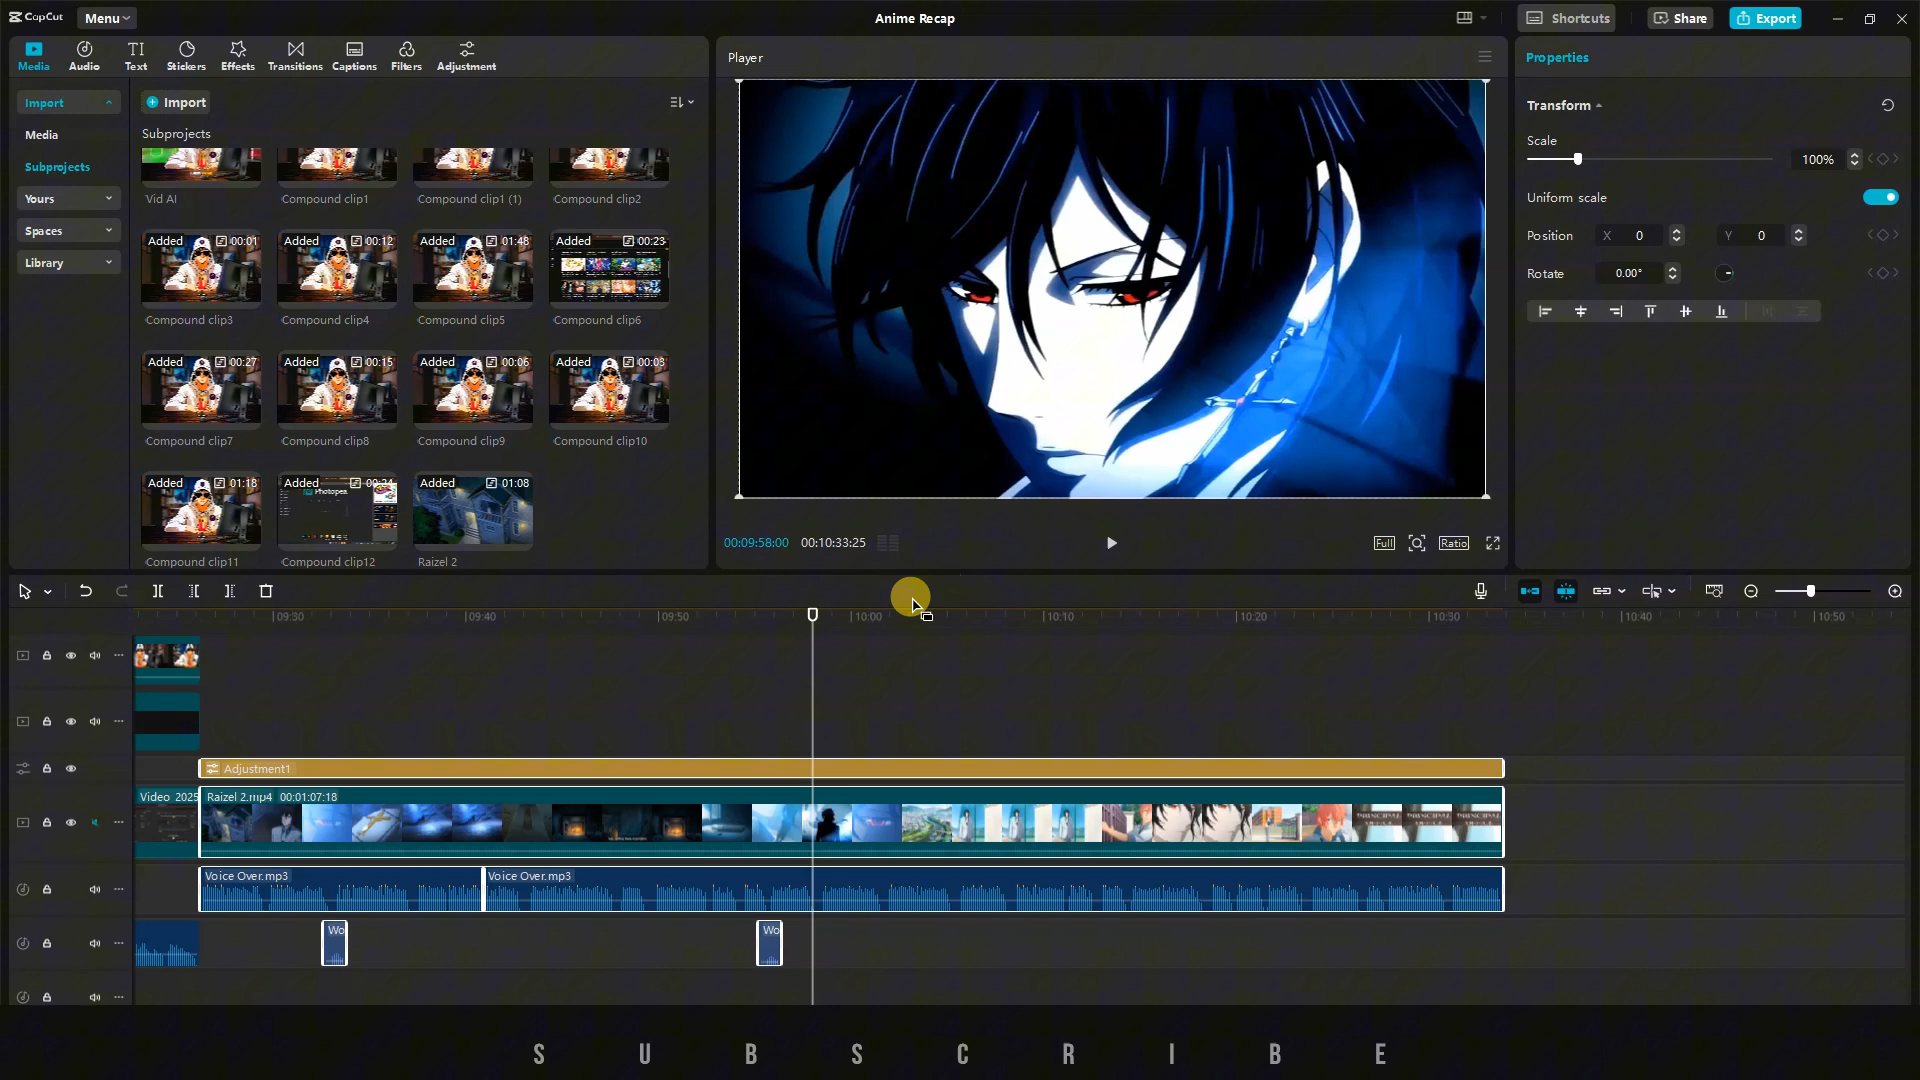 CapCut Menu Anime Recap Shortcuts Share Export
Media Audio Text Stickers Effects Transitions Captions Filters Adjustment
Player
Properties
Import
Media
Subprojects
Yours
Spaces
Library
Import
Subprojects
Vid AI Compound clip1 Compound clip1 (1) Compound clip2
Added 00:01 Added 00:12 Added 01:48 Added 00:23
Compound clip3 Compound clip4 Compound clip5 Compound clip6
Added 00:27 Added 00:15 Added 00:06 Added 00:03
Compound clip7 Compound clip8 Compound clip9 Compound clip10
Added 01:18 Added 00:24 Added 01:08
Photopea
Compound clip11 Compound clip12 Raizel 2
00:09:58:00 00:10:33:25 Full Ratio
Transform
Scale
100%
Uniform scale
Position X 0 Y 0
Rotate 0.00°
09:30 09:40 09:50 10:00 10:10 10:20 10:30 10:40 10:50
Adjustment1
Video 2025 Raizel 2.mp4 00:01:07:18
Voice Over.mp3 Voice Over.mp3
Wo Wo
SUBSCRIBE